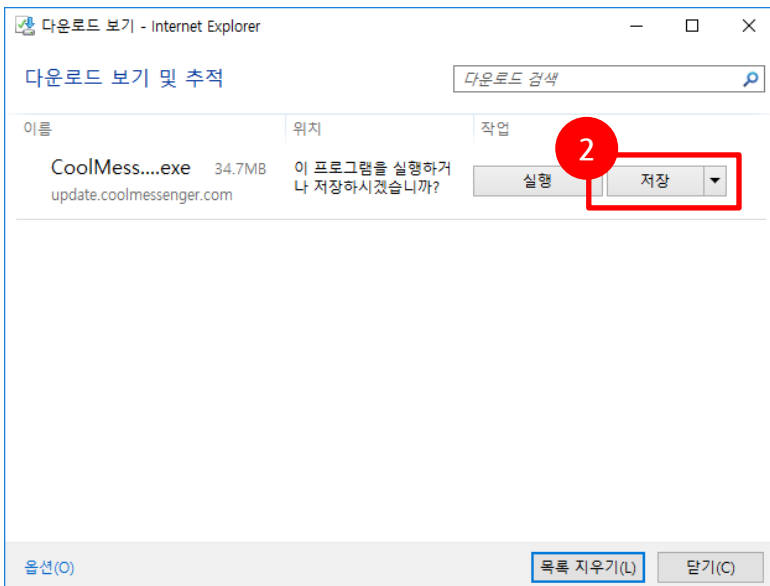 다운로드 보기 - Internet Explorer
다운로드 보기 및 추적
다운로드 검색
이름 위치 작업
2
CoolMess....exe 34.7MB 이 프로그램을 실행하거
나 저장하시겠습니까?
실행 저장
update.coolmessenger.com
옵션(O) 목록 지우기(L) 닫기(C)